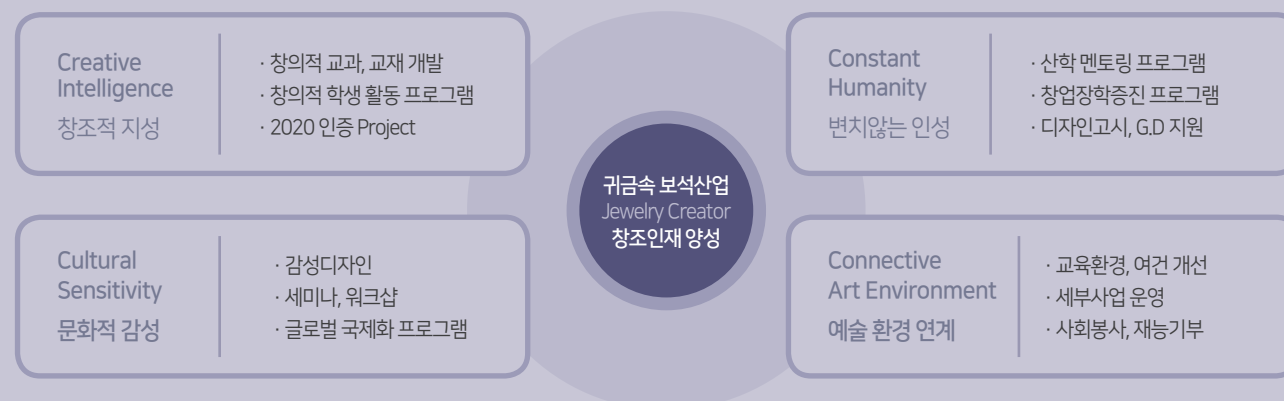 Creative
Intelligence
창조적 지성
· 창의적 교과, 교재 개발
· 창의적 학생 활동 프로그램
· 2020 인증 Project
Cultural
Sensitivity
문화적 감성
· 감성디자인
· 세미나, 워크샵
· 글로벌 국제화 프로그램
귀금속 보석산업
Jewelry Creator
창조인재 양성
Constant
Humanity
변치않는 인성
· 산학 멘토링 프로그램
· 창업장학증진 프로그램
· 디자인고시, G.D 지원
Connective
Art Environment
예술 환경 연계
· 교육환경, 여건 개선
· 세부사업 운영
· 사회봉사, 재능기부